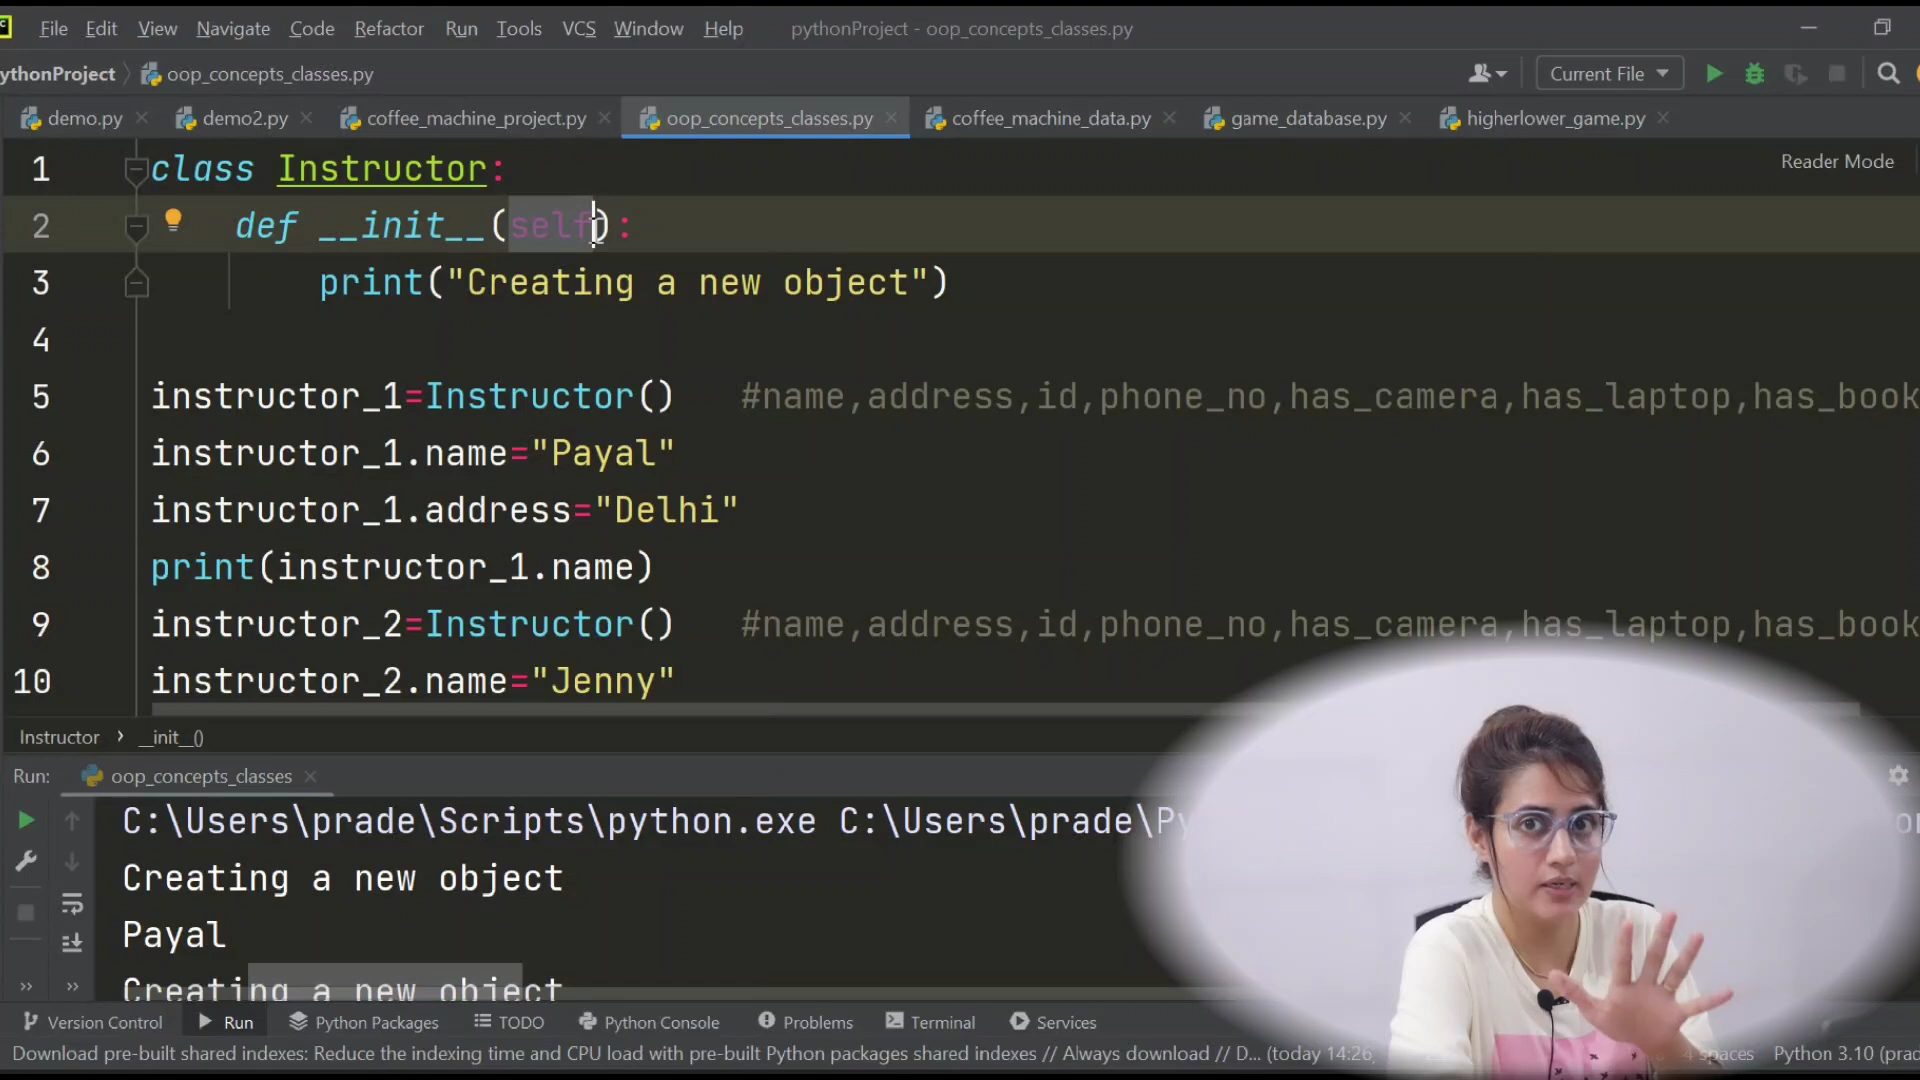 File Edit View Navigate Code Refactor Run Tools VCS Window Help pythonProject - oop_concepts_classes.py
ythonProject oop_concepts_classes.py Current File
demo.py demo2.py coffee_machine_project.py oop_concepts_classes.py coffee_machine_data.py game_database.py higherlower_game.py
Reader Mode
1 class Instructor:
2 def __init__(self):
3 print("Creating a new object")
4
5 instructor_1=Instructor() #name,address,id,phone_no,has_camera,has_laptop,has_book
6 instructor_1.name="Payal"
7 instructor_1.address="Delhi"
8 print(instructor_1.name)
9 instructor_2=Instructor() #name,address,id,phone_no,has_camera,has_laptop,has_book
10 instructor_2.name="Jenny"
Instructor › __init__()
Run: oop_concepts_classes
C:\Users\prade\Scripts\python.exe C:\Users\prade\Py
Creating a new object
Payal
Creating a new object
Version Control Run Python Packages TODO Python Console Problems Terminal Services
Download pre-built shared indexes: Reduce the indexing time and CPU load with pre-built Python packages shared indexes // Always download // D... (today 14:26 4 spaces Python 3.10 (prad